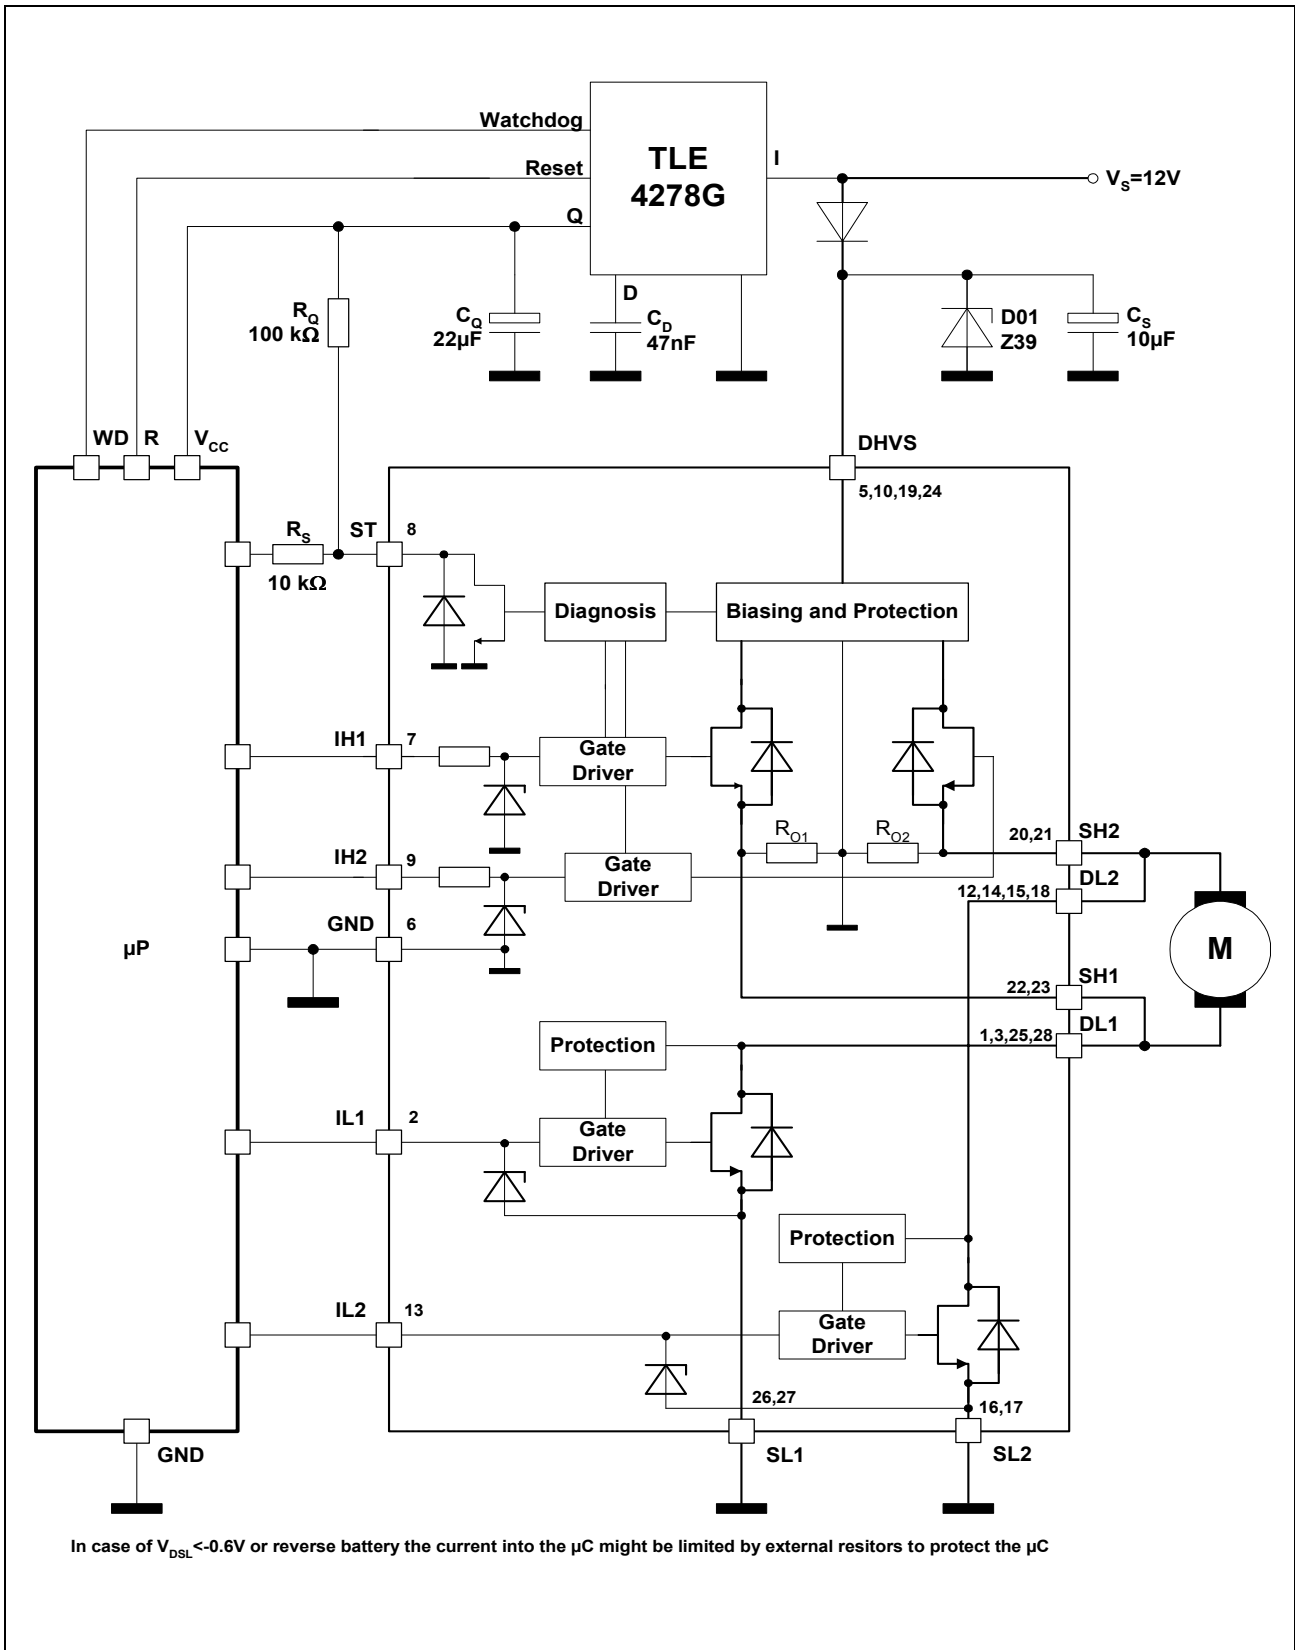 Watchdog
TLE
4278G
I
Reset
V_S=12V
Q
D
R_Q
100 kΩ
C_Q
22µF
C_D
47nF
D01
Z39
C_S
10µF
WD
R
V_CC
DHVS
5,10,19,24
R_S
10 kΩ
ST
8
Diagnosis
Biasing and Protection
IH1
7
Gate
Driver
R_O1
R_O2
20,21
SH2
IH2
9
Gate
Driver
12,14,15,18
DL2
GND
6
µP
M
22,23
SH1
1,3,25,28
DL1
Protection
IL1
2
Gate
Driver
Protection
IL2
13
Gate
Driver
26,27
16,17
GND
SL1
SL2
In case of V_DSL<-0.6V or reverse battery the current into the µC might be limited by external resitors to protect the µC